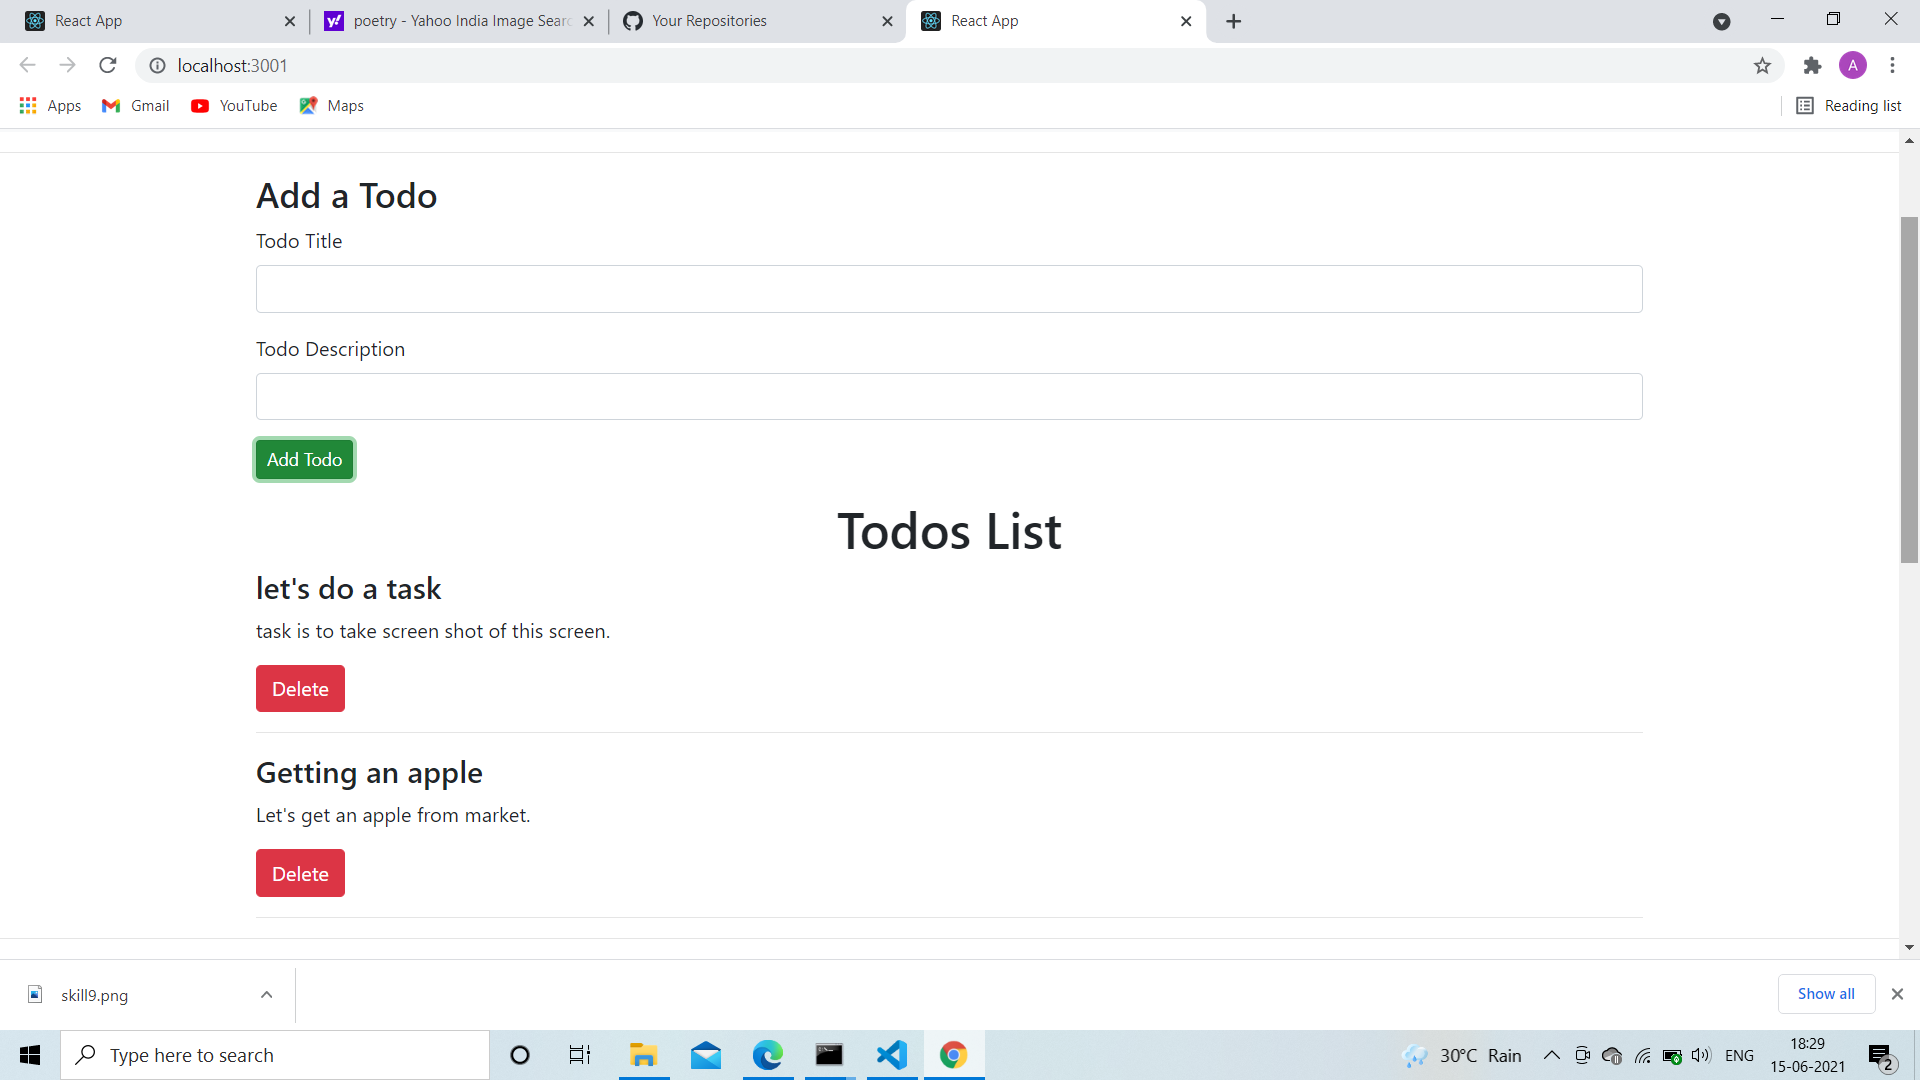 React App
poetry - Yahoo India Image Searc
Your Repositories
React App
localhost:3001
A
Apps
Gmail
YouTube
Maps
Reading list
Add a Todo
Todo Title
Todo Description
Add Todo
Todos List
let's do a task
task is to take screen shot of this screen.
Delete
Getting an apple
Let's get an apple from market.
Delete
skill9.png
Show all
Type here to search
30°C Rain
ENG
18:29
15-06-2021
2